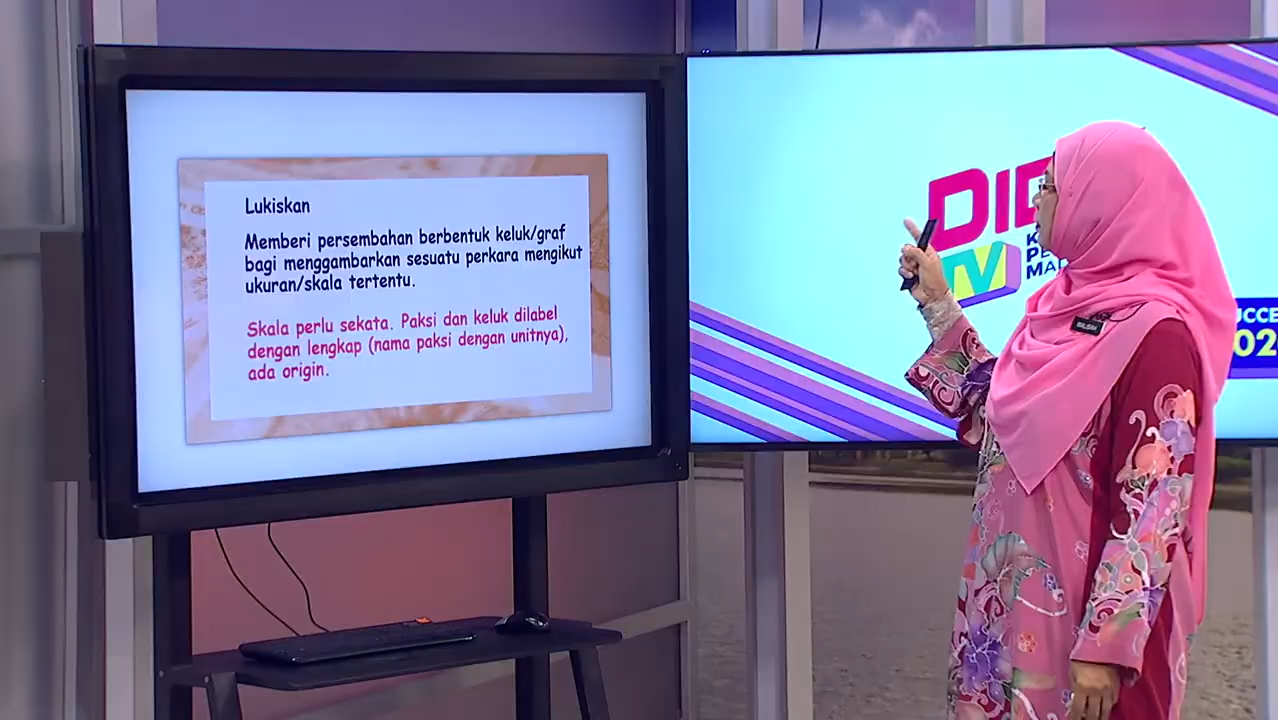 Lukiskan
Memberi persembahan berbentuk keluk/graf
bagi menggambarkan sesuatu perkara mengikut
ukuran/skala tertentu.
Skala perlu sekata. Paksi dan keluk dilabel
dengan lengkap (nama paksi dengan unitnya),
ada origin.
TV